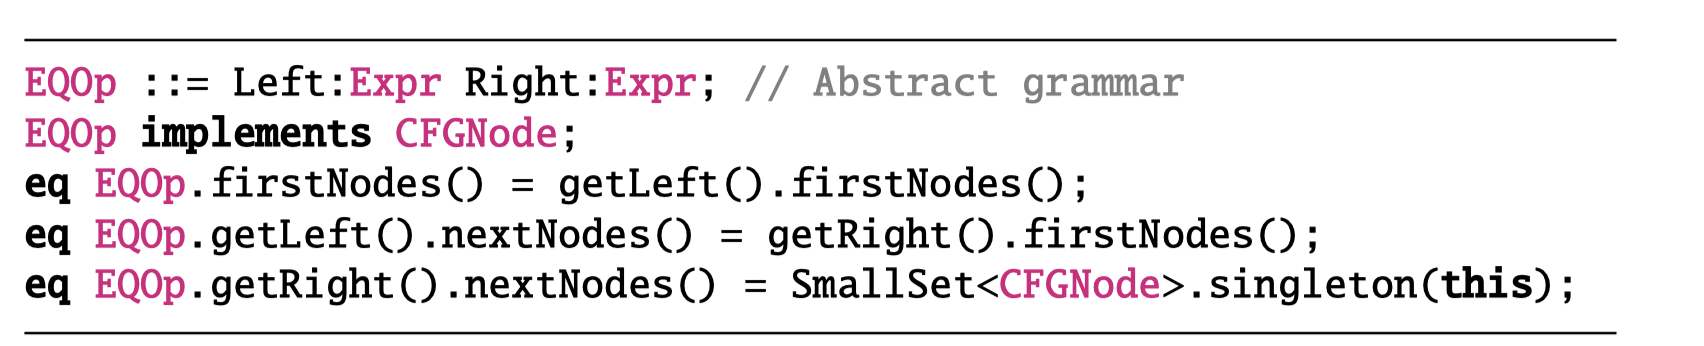 EQOp ::= Left:Expr Right:Expr; // Abstract grammar
EQOp implements CFGNode;
eq EQOp.firstNodes() = getLeft().firstNodes();
eq EQOp.getLeft().nextNodes() = getRight().firstNodes();
eq EQOp.getRight().nextNodes() = SmallSet<CFGNode>.singleton(this);